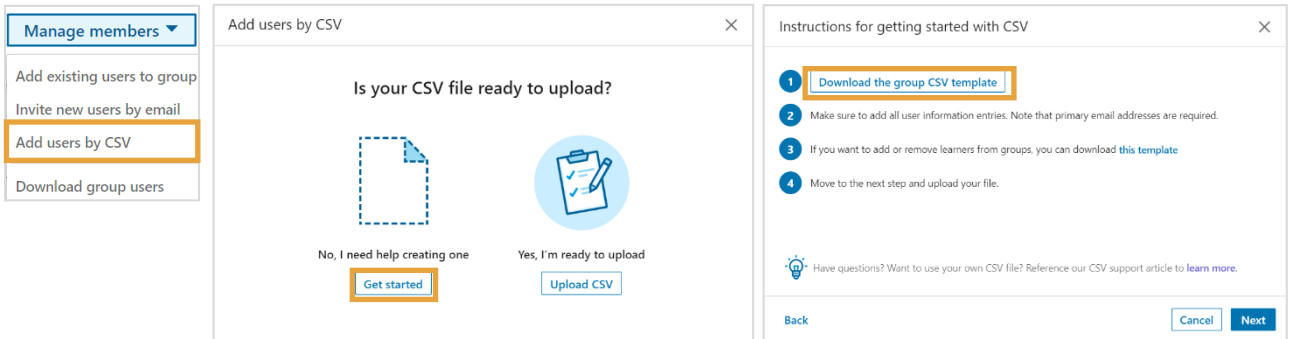 Manage members
Add existing users to group
Invite new users by email
Add users by CSV
Download group users
Add users by CSV
Is your CSV file ready to upload?
No, I need help creating one
Get started
Yes, I'm ready to upload
Upload CSV
Instructions for getting started with CSV
1 Download the group CSV template
2 Make sure to add all user information entries. Note that primary email addresses are required.
3 If you want to add or remove learners from groups, you can download this template
4 Move to the next step and upload your file.
Have questions? Want to use your own CSV file? Reference our CSV support article to learn more.
Back
Cancel
Next